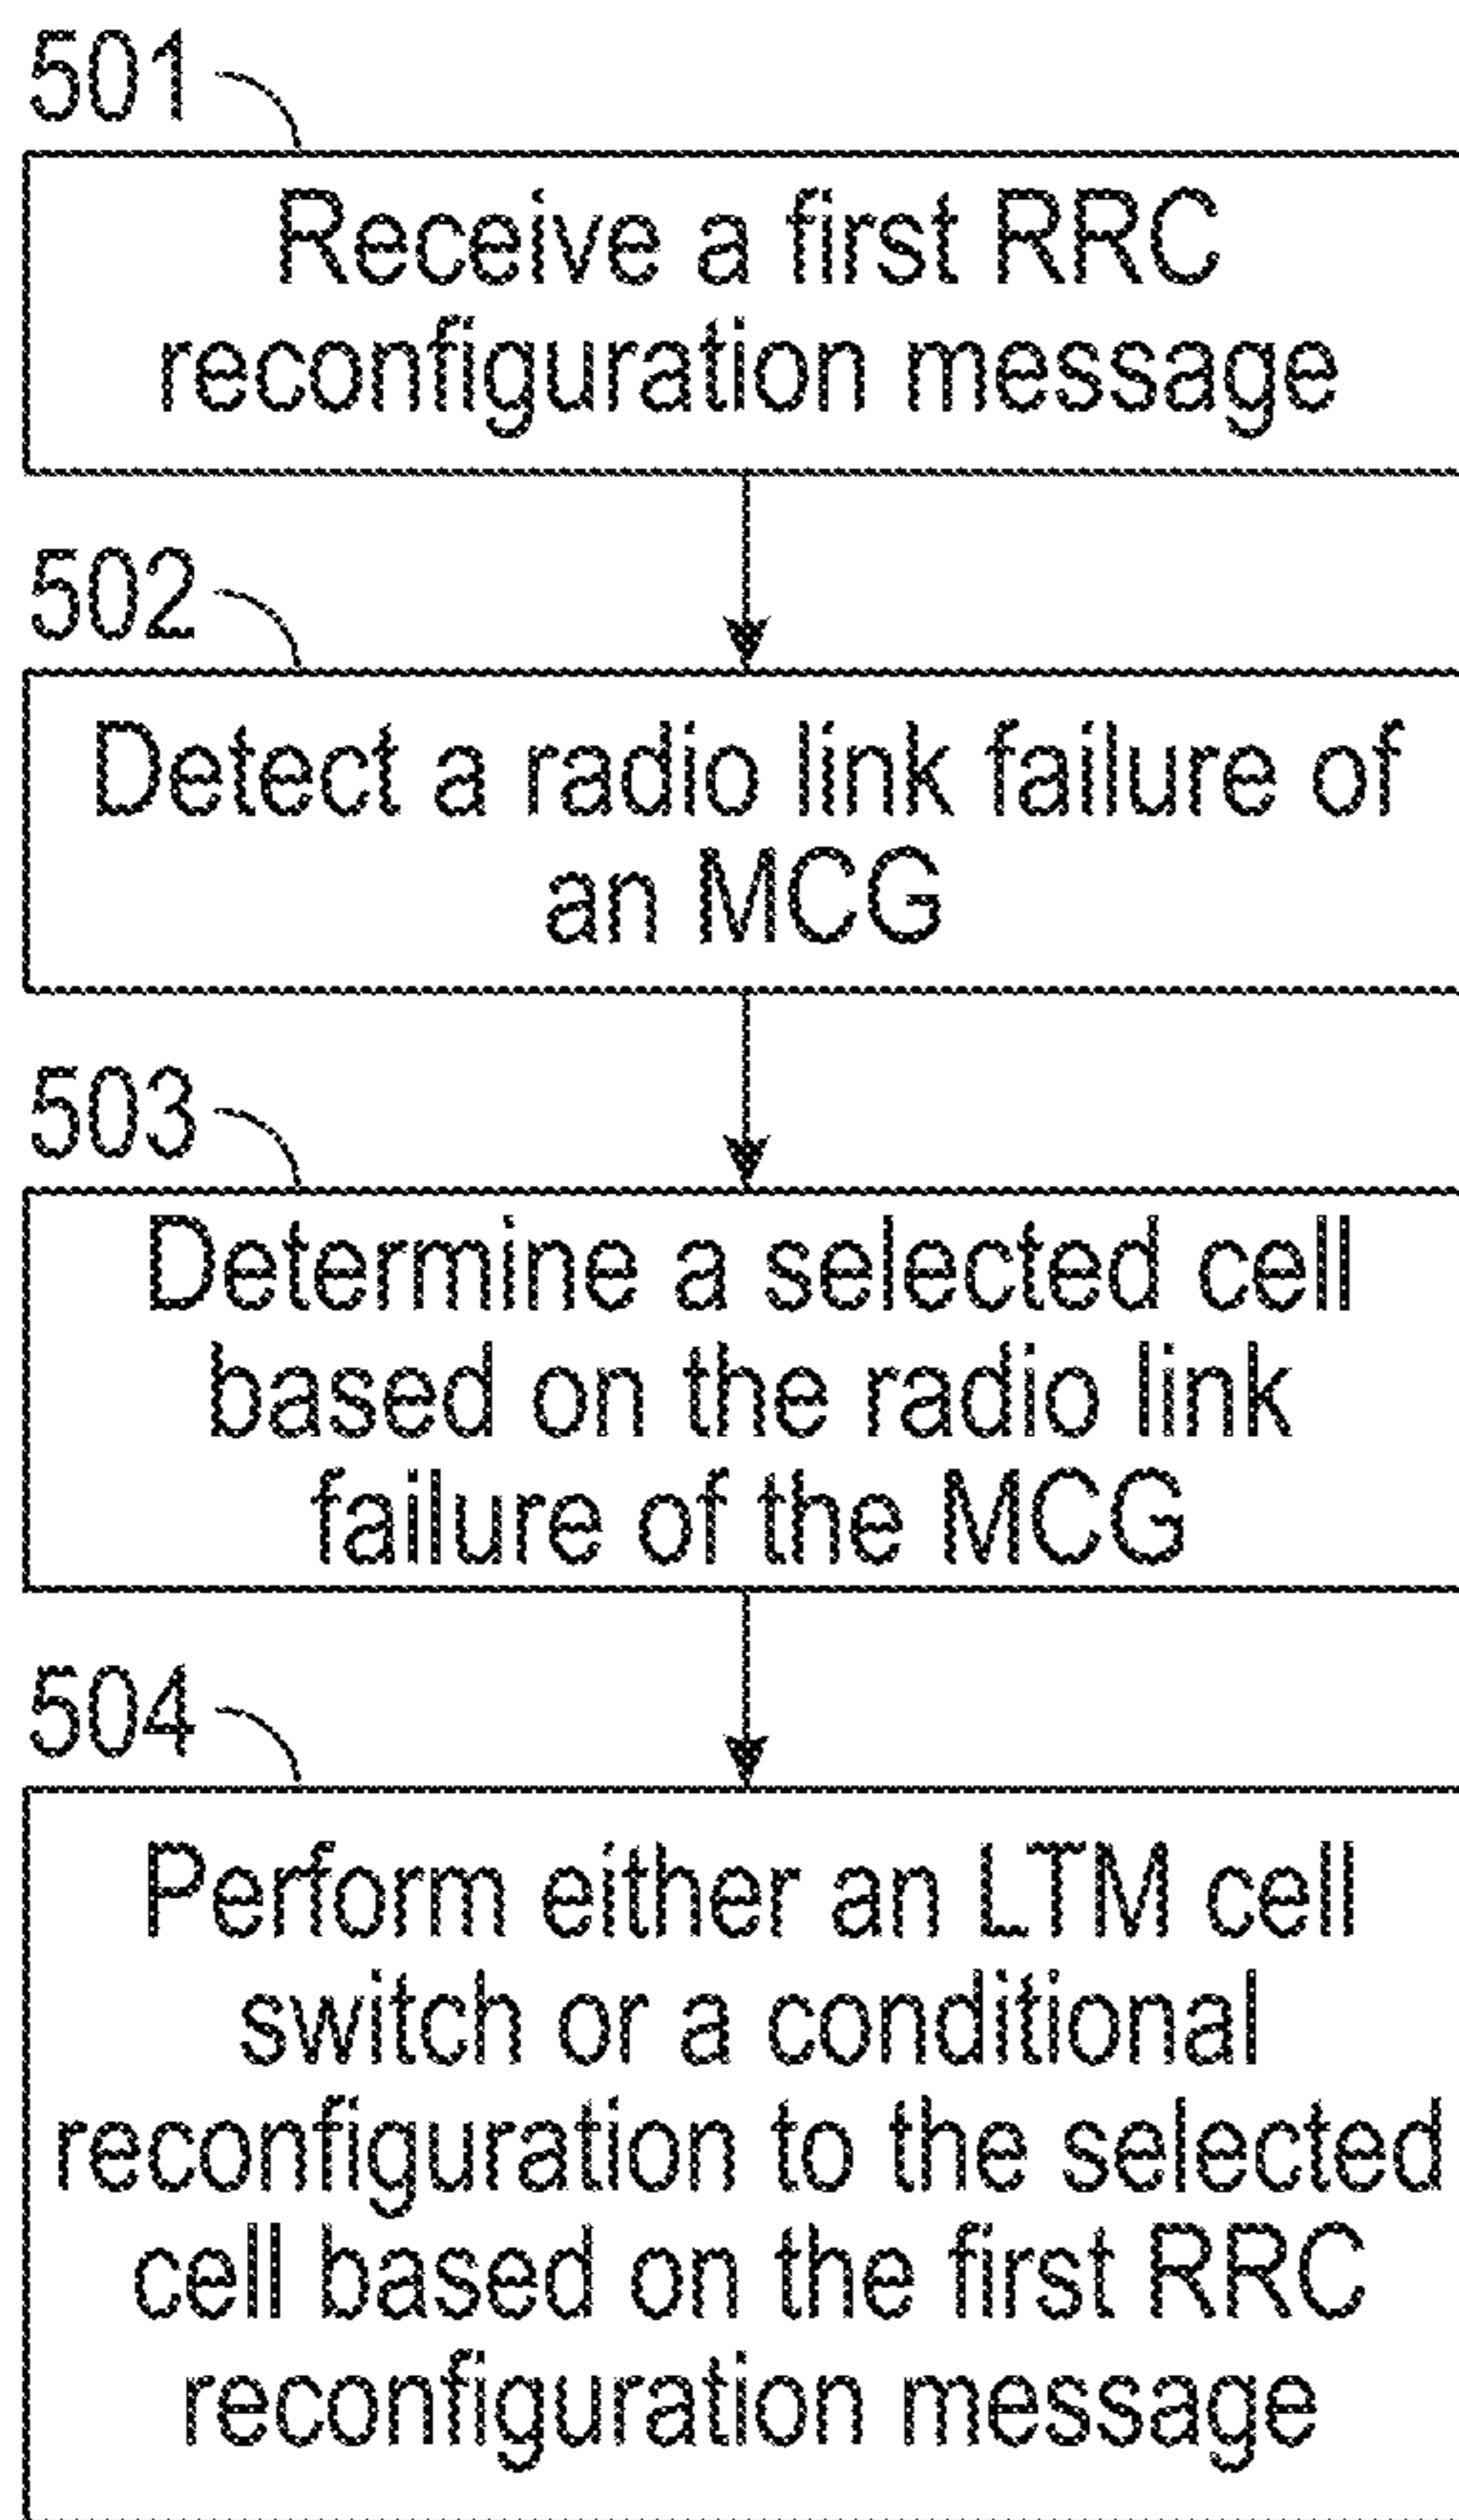 501
Receive a first RRC
reconfiguration message
502
Detect a radio link failure of
an MCG
503
Determine a selected cell
based on the radio link
failure of the MCG
504
Perform either an LTM cell
switch or a conditional
reconfiguration to the selected
cell based on the first RRC
reconfiguration message